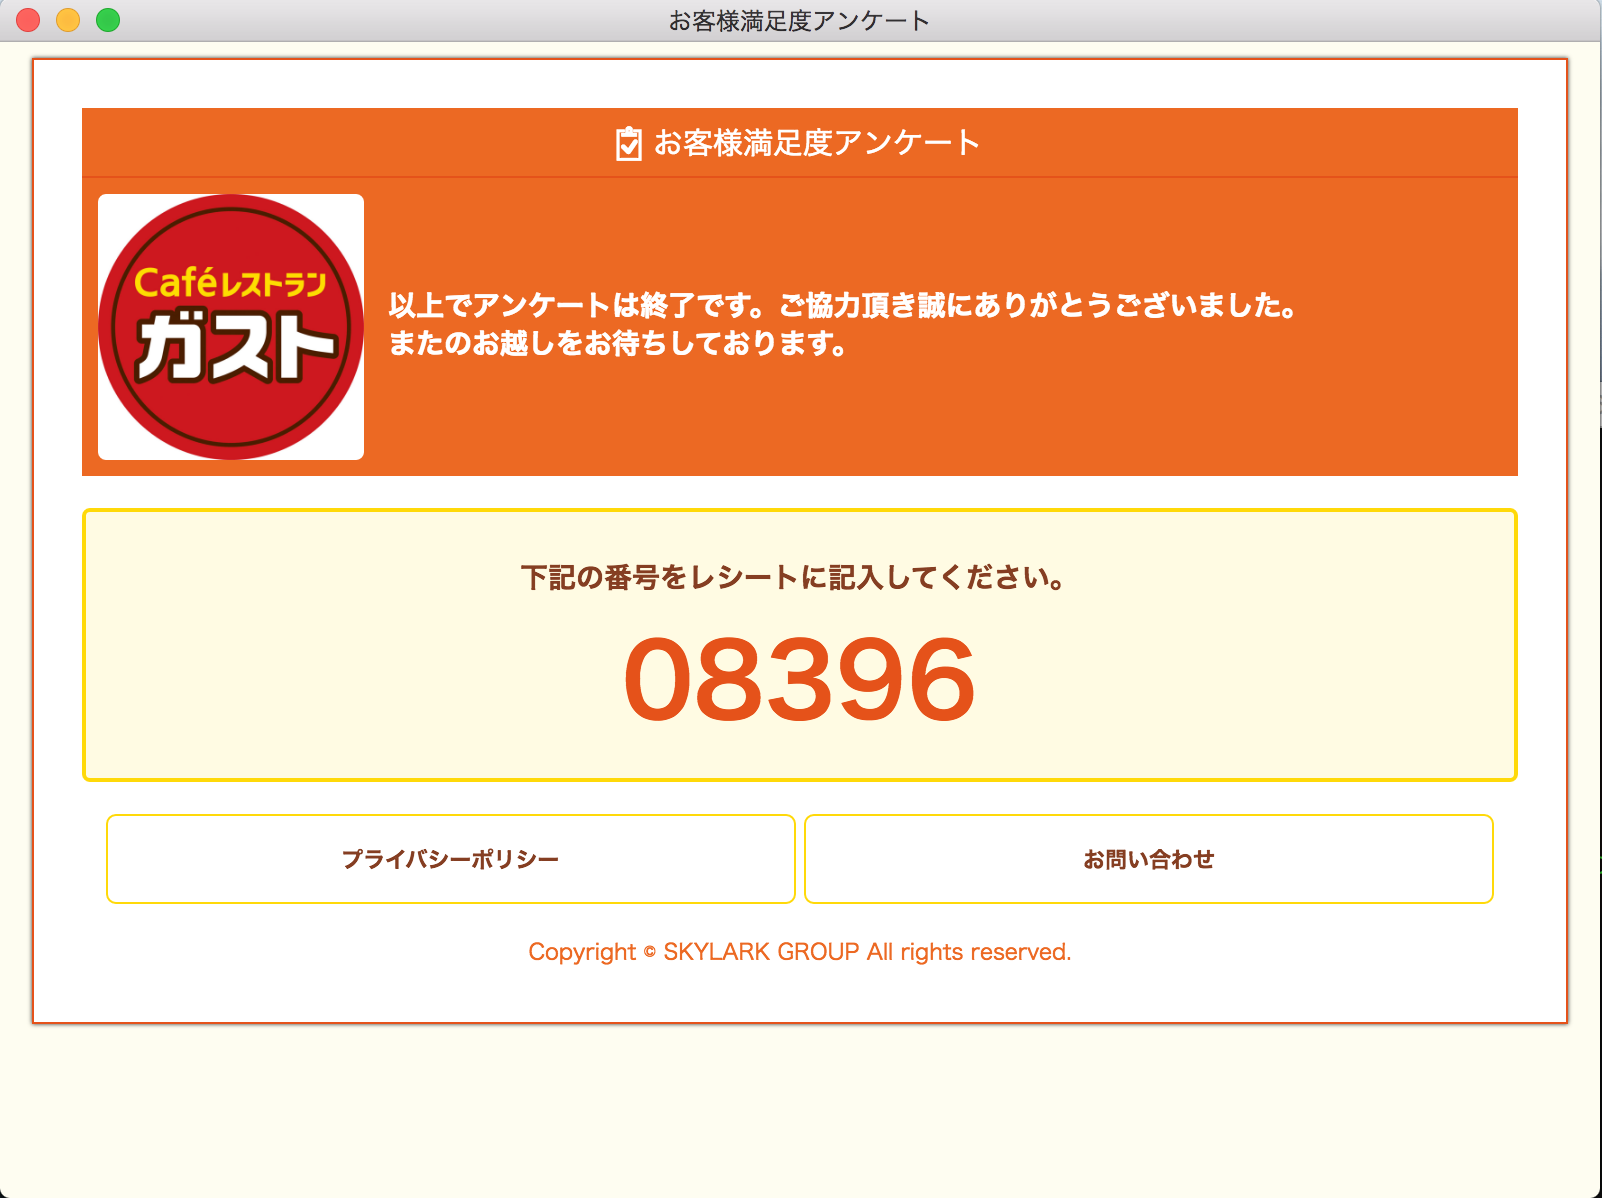 お客様満足度アンケート
お客様満足度アンケート
Caféレストラン
ガスト
以上でアンケートは終了です。ご協力頂き誠にありがとうございました。
またのお越しをお待ちしております。
下記の番号をレシートに記入してください。
08396
プライバシーポリシー
お問い合わせ
Copyright © SKYLARK GROUP All rights reserved.